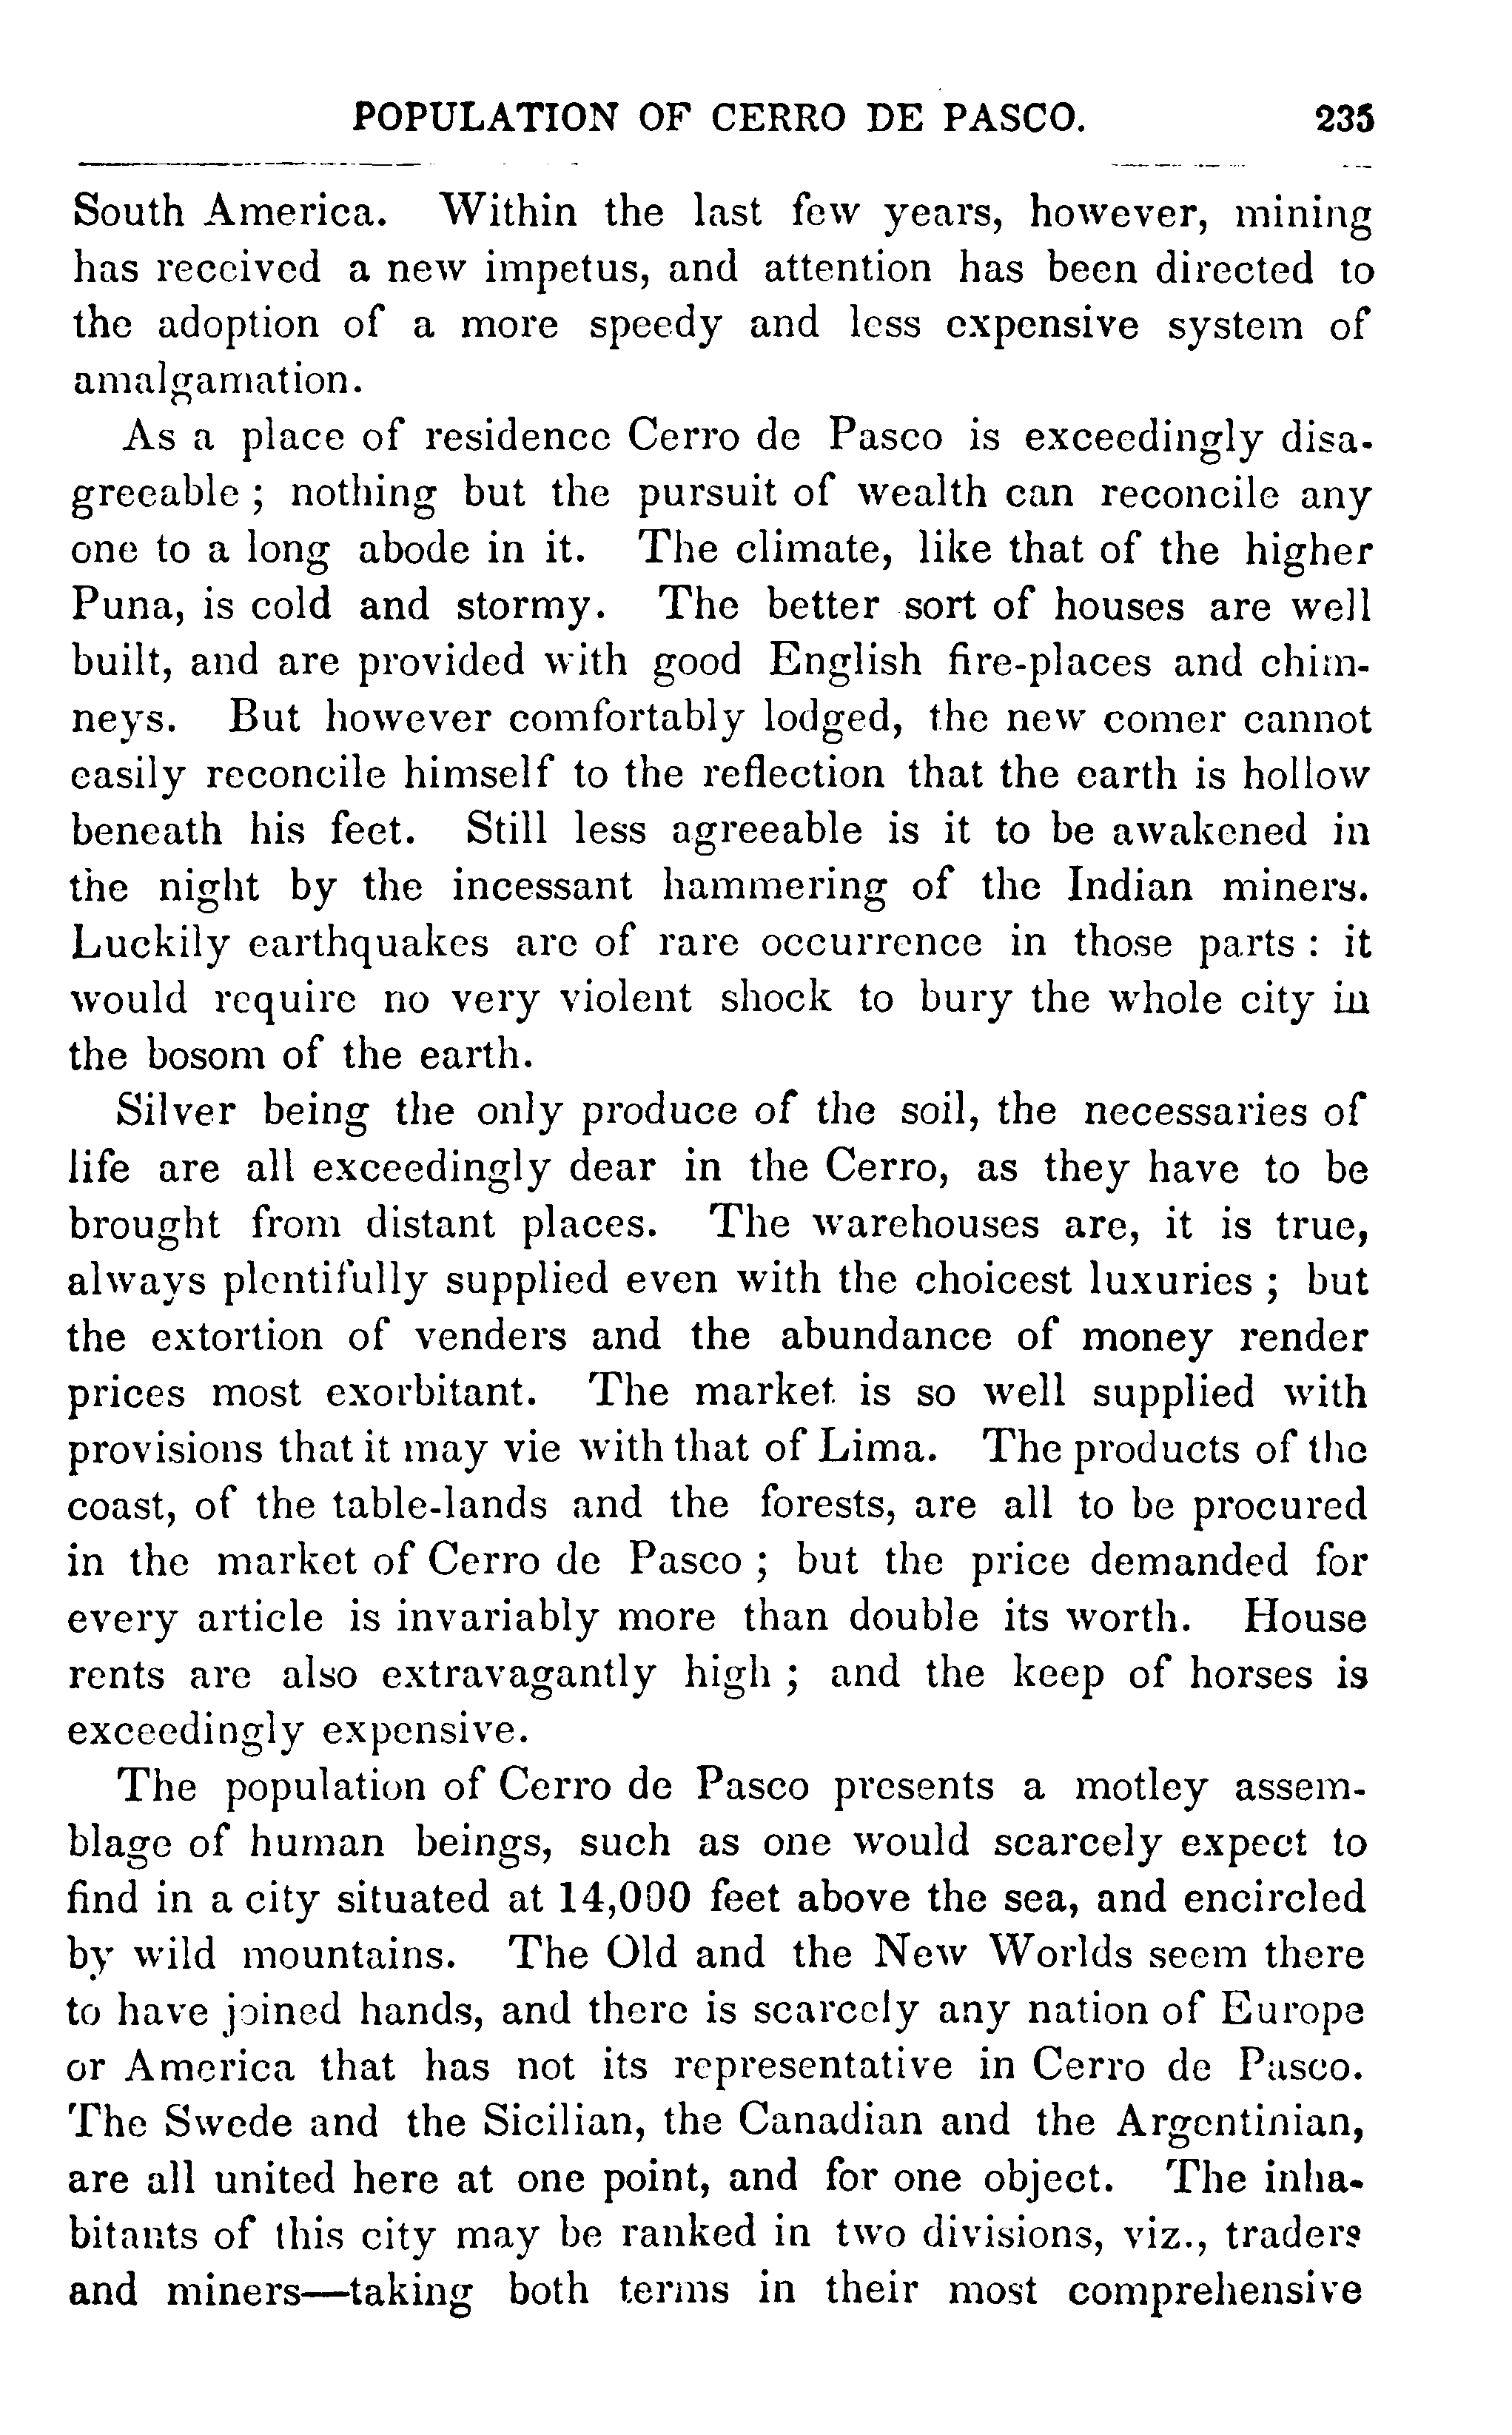 POPULATION OF CERRO DE PASCO. 235
South America. Within the last few years, however, mining
has received a new impetus, and attention has been directed to
the adoption of a more speedy and less expensive system of
amalgamation.
As a place of residence Cerro de Pasco is exceedingly disa-
greeable ; nothing but the pursuit of wealth can reconcile any
one to a long abode in it. The climate, like that of the higher
Puna, is cold and stormy. The better sort of houses are well
built, and are provided with good English fire-places and chim-
neys. But however comfortably lodged, the new comer cannot
easily reconcile himself to the reflection that the earth is hollow
beneath his feet. Still less agreeable is it to be awakened in
the night by the incessant hammering of the Indian miners.
Luckily earthquakes are of rare occurrence in those parts : it
would require no very violent shock to bury the whole city in
the bosom of the earth.
Silver being the only produce of the soil, the necessaries of
life are all exceedingly dear in the Cerro, as they have to be
brought from distant places. The warehouses are, it is true,
always plentifully supplied even with the choicest luxuries ; but
the extortion of venders and the abundance of money render
prices most exorbitant. The market is so well supplied with
provisions that it may vie with that of Lima. The products of the
coast, of the table-lands and the forests, are all to be procured
in the market of Cerro de Pasco ; but the price demanded for
every article is invariably more than double its worth. House
rents are also extravagantly high ; and the keep of horses is
exceedingly expensive.
The population of Cerro de Pasco presents a motley assem-
blage of human beings, such as one would scarcely expect to
find in a city situated at 14,000 feet above the sea, and encircled
by wild mountains. The Old and the New Worlds seem there
to have joined hands, and there is scarcely any nation of Europe
or America that has not its representative in Cerro de Pasco.
The Swede and the Sicilian, the Canadian and the Argentinian,
are all united here at one point, and for one object. The inha-
bitants of this city may be ranked in two divisions, viz., traders
and miners—taking both terms in their most comprehensive